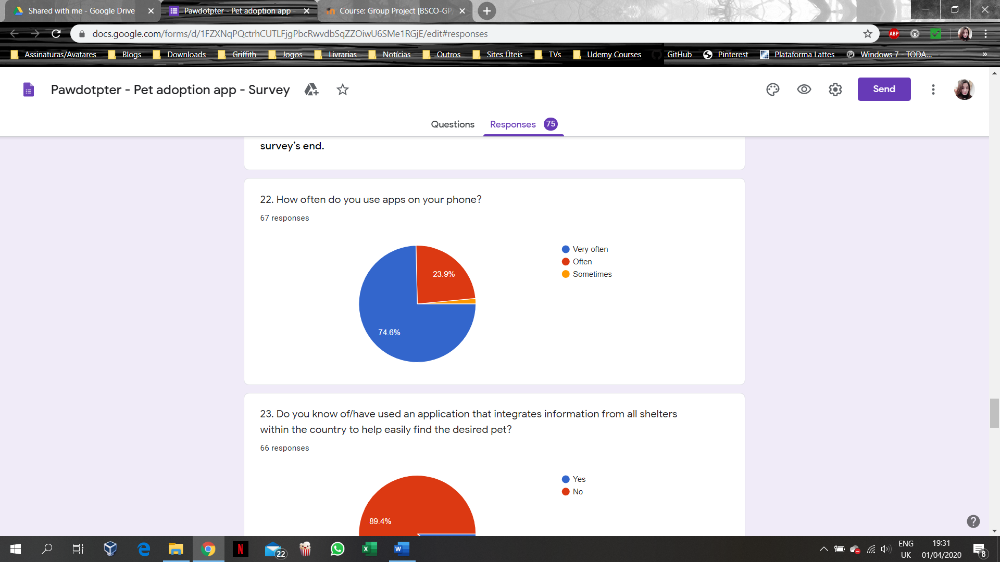 Shared with me - Google Drive
Pawdotpter - Pet adoption app -
Course: Group Project [BSCO-GP
docs.google.com/forms/d/1FZXNqPQctrhCUTLFjgPbcRwvdbSqZZOiwU6SMe1RGjE/edit#responses
ABP
Assinaturas/Avatares
Blogs
Downloads
Griffith
Jogos
Livrarias
Notícias
Outros
Sites Úteis
TVs
Udemy Courses
GitHub
Pinterest
Plataforma Lattes
Windows 7 - TODA...
»
Pawdotpter - Pet adoption app - Survey
Send
Questions
Responses 75
survey’s end.
22. How often do you use apps on your phone?
67 responses
Very often
Often
Sometimes
23.9%
74.6%
23. Do you know of/have used an application that integrates information from all shelters
within the country to help easily find the desired pet?
66 responses
Yes
No
89.4%
22
ENG
UK
19:31
01/04/2020
8